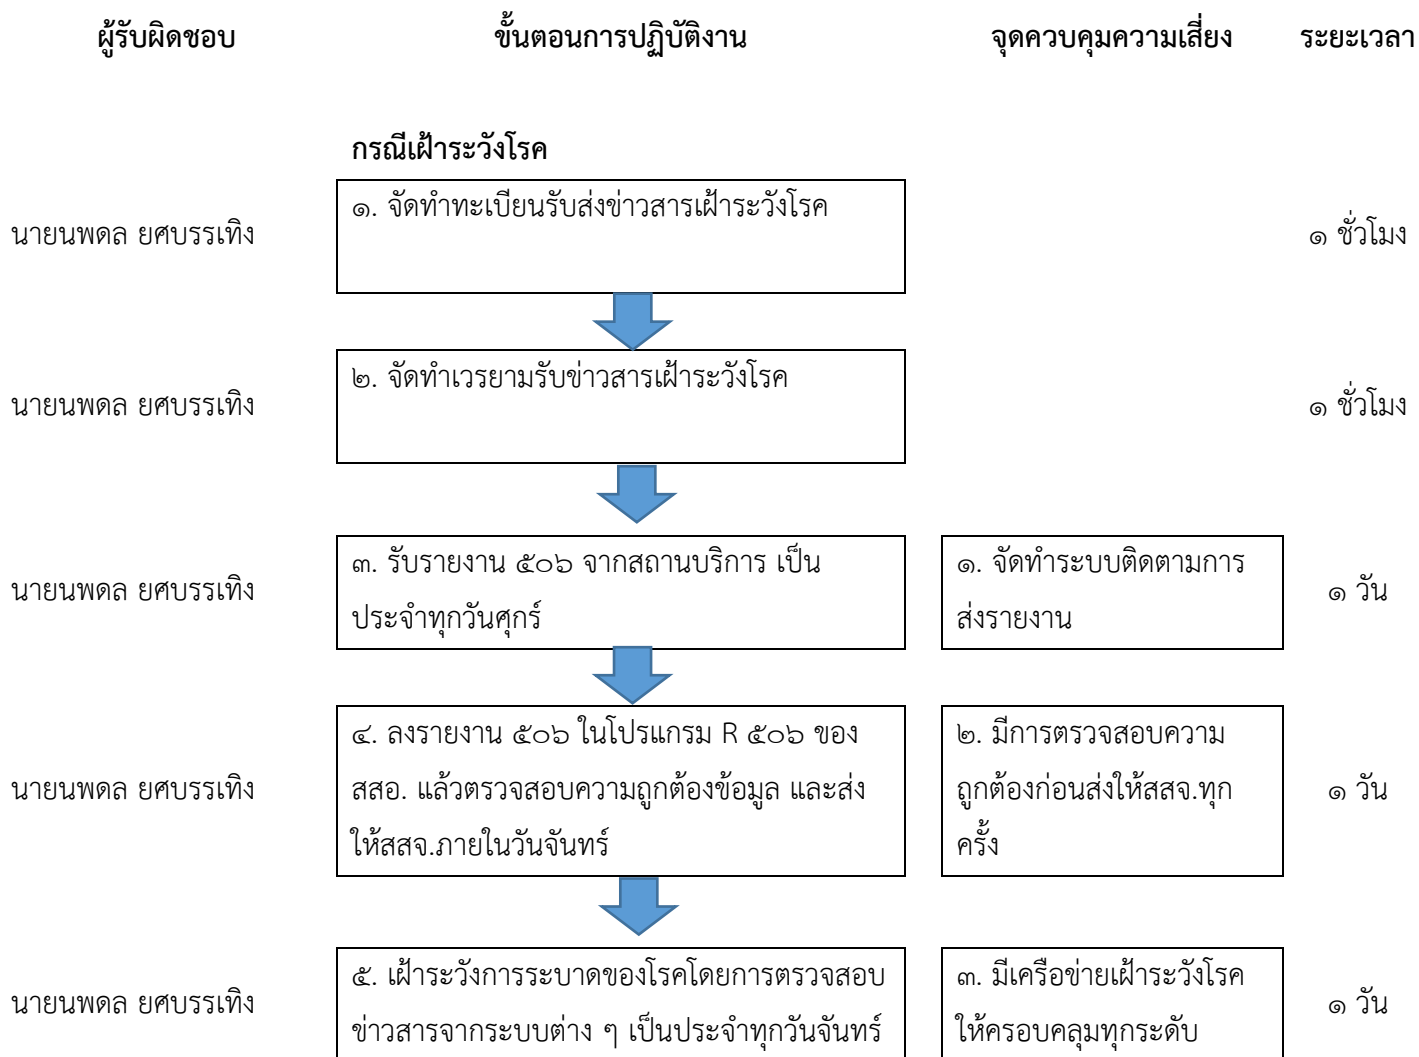 ผู้รับผิดชอบ ขั้นตอนการปฏิบัติงาน จุดควบคุมความเสี่ยง ระยะเวลา
กรณีเฝ้าระวังโรค
๑. จัดทำทะเบียนรับส่งข่าวสารเฝ้าระวังโรค
นายนพดล ยศบรรเทิง ๑ ชั่วโมง
๒. จัดทำเวรยามรับข่าวสารเฝ้าระวังโรค
นายนพดล ยศบรรเทิง ๑ ชั่วโมง
๓. รับรายงาน ๕๐๖ จากสถานบริการ เป็น
ประจำทุกวันศุกร์
๑. จัดทำระบบติดตามการ
ส่งรายงาน
นายนพดล ยศบรรเทิง ๑ วัน
๔. ลงรายงาน ๕๐๖ ในโปรแกรม R ๕๐๖ ของ
สสอ. แล้วตรวจสอบความถูกต้องข้อมูล และส่ง
ให้สสจ.ภายในวันจันทร์
๒. มีการตรวจสอบความ
ถูกต้องก่อนส่งให้สสจ.ทุก
ครั้ง
นายนพดล ยศบรรเทิง ๑ วัน
๕. เฝ้าระวังการระบาดของโรคโดยการตรวจสอบ
ข่าวสารจากระบบต่าง ๆ เป็นประจำทุกวันจันทร์
๓. มีเครือข่ายเฝ้าระวังโรค
ให้ครอบคลุมทุกระดับ
นายนพดล ยศบรรเทิง ๑ วัน